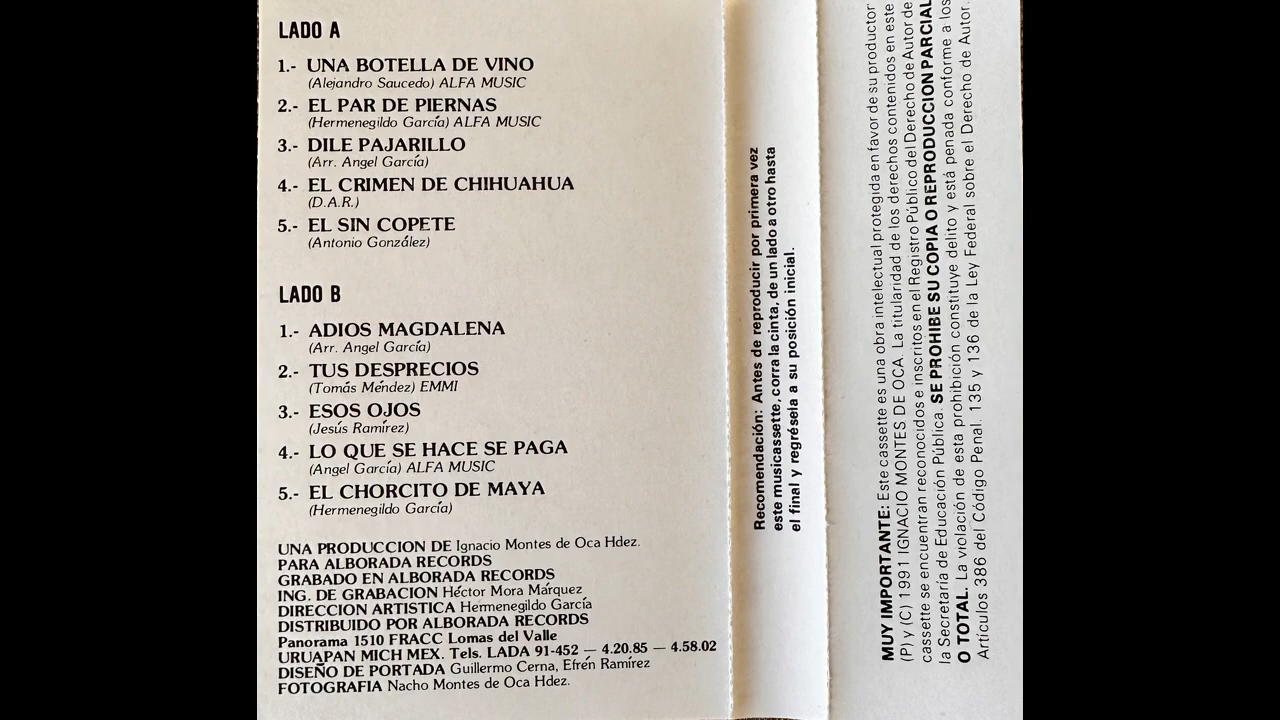 LADO A
1.- UNA BOTELLA DE VINO
(Alejandro Saucedo) ALFA MUSIC
2.- EL PAR DE PIERNAS
(Hermenegildo García) ALFA MUSIC
3.- DILE PAJARILLO
(Arr. Angel García)
4.- EL CRIMEN DE CHIHUAHUA
(D.A.R.)
5.- EL SIN COPETE
(Antonio González)
LADO B
1.- ADIOS MAGDALENA
(Arr. Angel García)
2.- TUS DESPRECIOS
(Tomás Méndez) EMMI
3.- ESOS OJOS
(Jesús Ramírez)
4.- LO QUE SE HACE SE PAGA
(Angel García) ALFA MUSIC
5.- EL CHORCITO DE MAYA
(Hermenegildo García)
UNA PRODUCCION DE Ignacio Montes de Oca Hdez.
PARA ALBORADA RECORDS
GRABADO EN ALBORADA RECORDS
ING. DE GRABACION Héctor Mora Márquez
DIRECCION ARTISTICA Hermenegildo García
DISTRIBUIDO POR ALBORADA RECORDS
Panorama 1510 FRACC Lomas del Valle
URUAPAN MICH MEX. Tels. LADA 91-452 — 4.20.85 — 4.58.02
DISEÑO DE PORTADA Guillermo Cerna, Efrén Ramírez
FOTOGRAFIA Nacho Montes de Oca Hdez.
Recomendación: Antes de reproducir por primera vez
este musicassette, corra la cinta, de un lado a otro hasta
el final y regrésela a su posición inicial.
MUY IMPORTANTE: Este cassette es una obra intelectual protegida en favor de su productor
(P) y (C) 1991 IGNACIO MONTES DE OCA. La titularidad de los derechos contenidos en este
cassette se encuentran reconocidos e inscritos en el Registro Público del Derecho de Autor de
la Secretaría de Educación Pública. SE PROHIBE SU COPIA O REPRODUCCION PARCIAL
O TOTAL. La violación de esta prohibición constituye delito y está penada conforme a los
Artículos 386 del Código Penal. 135 y 136 de la Ley Federal sobre el Derecho de Autor.